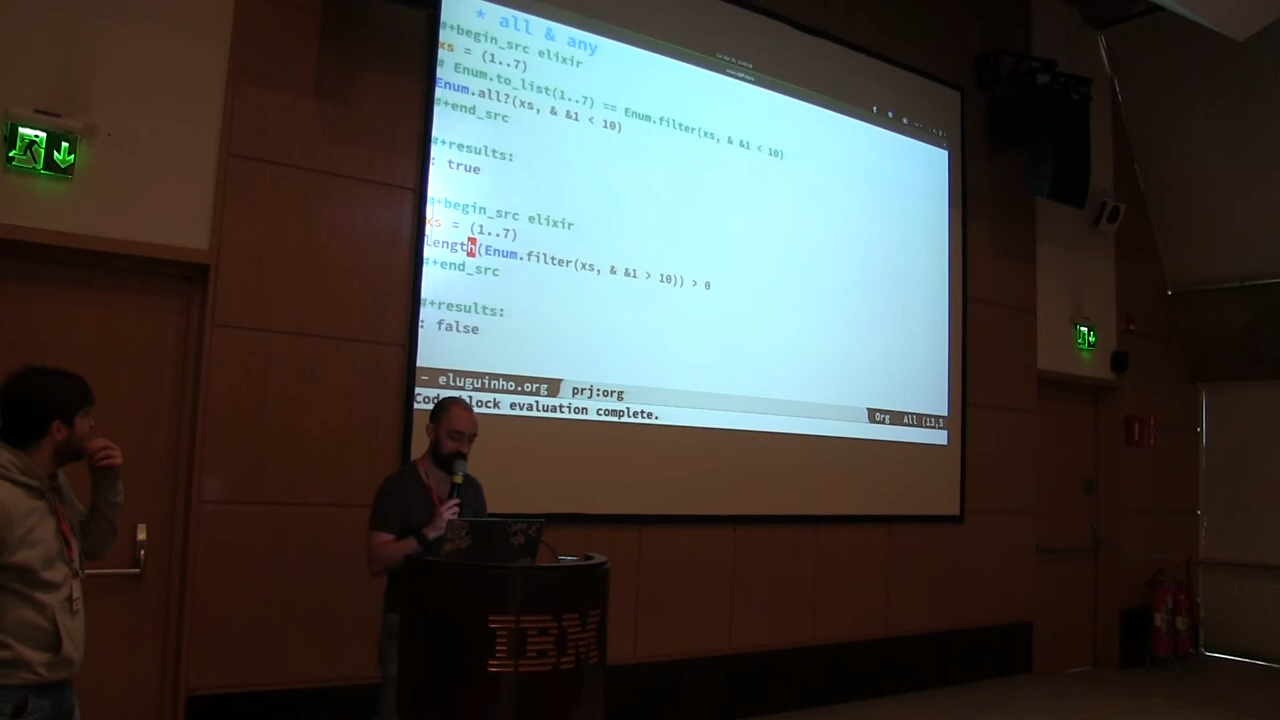 * all & any
#+begin_src elixir
xs = (1..7)
# Enum.to_list(1..7) == Enum.filter(xs, & &1 < 10)
Enum.all?(xs, & &1 < 10)
#+end_src
#+results:
: true
#+begin_src elixir
xs = (1..7)
length(Enum.filter(xs, & &1 > 10)) > 0
#+end_src
#+results:
: false
- eluguinho.org prj:org
Org All (13,5
Code block evaluation complete.
IBM